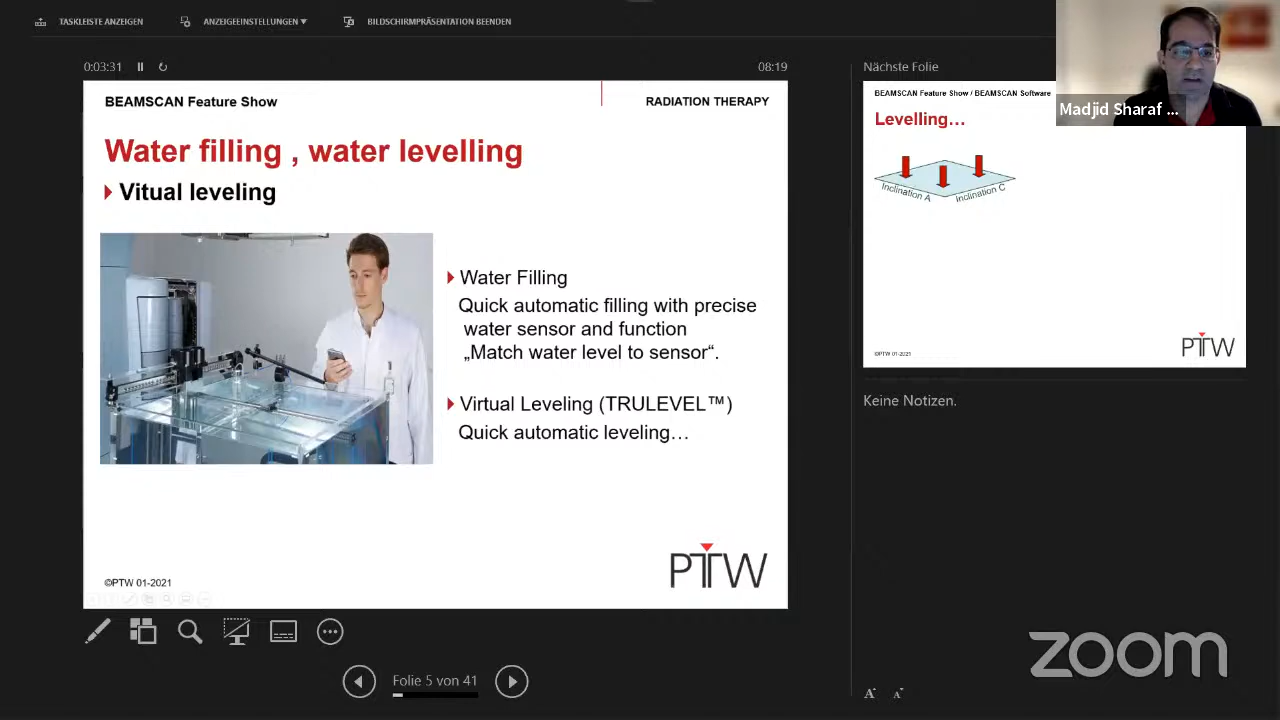 TASKLEISTE ANZEIGEN
ANZEIGEEINSTELLUNGEN ▾
BILDSCHIRMPRÄSENTATION BEENDEN
0:03:31
08:19
BEAMSCAN Feature Show
RADIATION THERAPY
Water filling , water levelling
Vitual leveling
Water Filling
Quick automatic filling with precise
water sensor and function
„Match water level to sensor“.
Virtual Leveling (TRULEVEL™)
Quick automatic leveling…
©PTW 01-2021
PTW
Folie 5 von 41
Nächste Folie
BEAMSCAN Feature Show / BEAMSCAN Software
Levelling…
Inclination A
Inclination C
©PTW 01-2021
PTW
Keine Notizen.
Madjid Sharaf ...
zoom
A
A